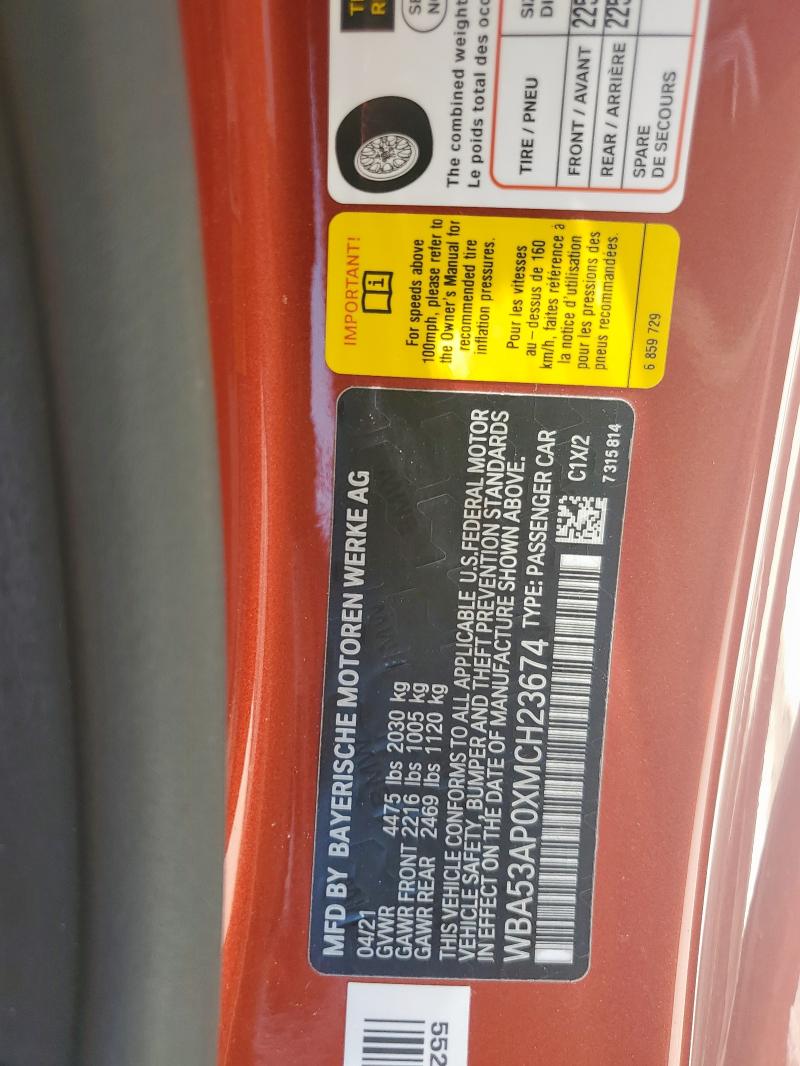 MFD BY BAYERISCHE MOTOREN WERKE AG
04/21
GVWR 4475 lbs 2030 kg
GAWR FRONT 2216 lbs 1005 kg
GAWR REAR 2469 lbs 1120 kg
THIS VEHICLE CONFORMS TO ALL APPLICABLE U.S.FEDERAL MOTOR
VEHICLE SAFETY, BUMPER AND THEFT PREVENTION STANDARDS
IN EFFECT ON THE DATE OF MANUFACTURE SHOWN ABOVE.
WBA53AP0XMCH23674 TYPE: PASSENGER CAR
C1X/2
7315814
IMPORTANT!
For speeds above
100mph, please refer to
the Owner's Manual for
recommended tire
inflation pressures.
Pour les vitesses
au-dessus de 160
km/h, faites référence à
la notice d'utilisation
pour les pressions des
pneus recommandées.
6 859 729
The combined weight
Le poids total des occ
TIRE / PNEU
FRONT / AVANT 225
REAR / ARRIÈRE 225
SPARE
DE SECOURS
552